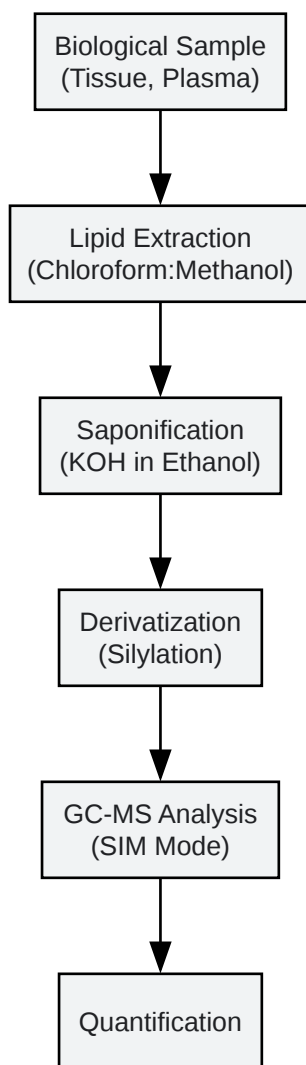 Biological Sample
(Tissue, Plasma)
Lipid Extraction
(Chloroform:Methanol)
Saponification
(KOH in Ethanol)
Derivatization
(Silylation)
GC-MS Analysis
(SIM Mode)
Quantification